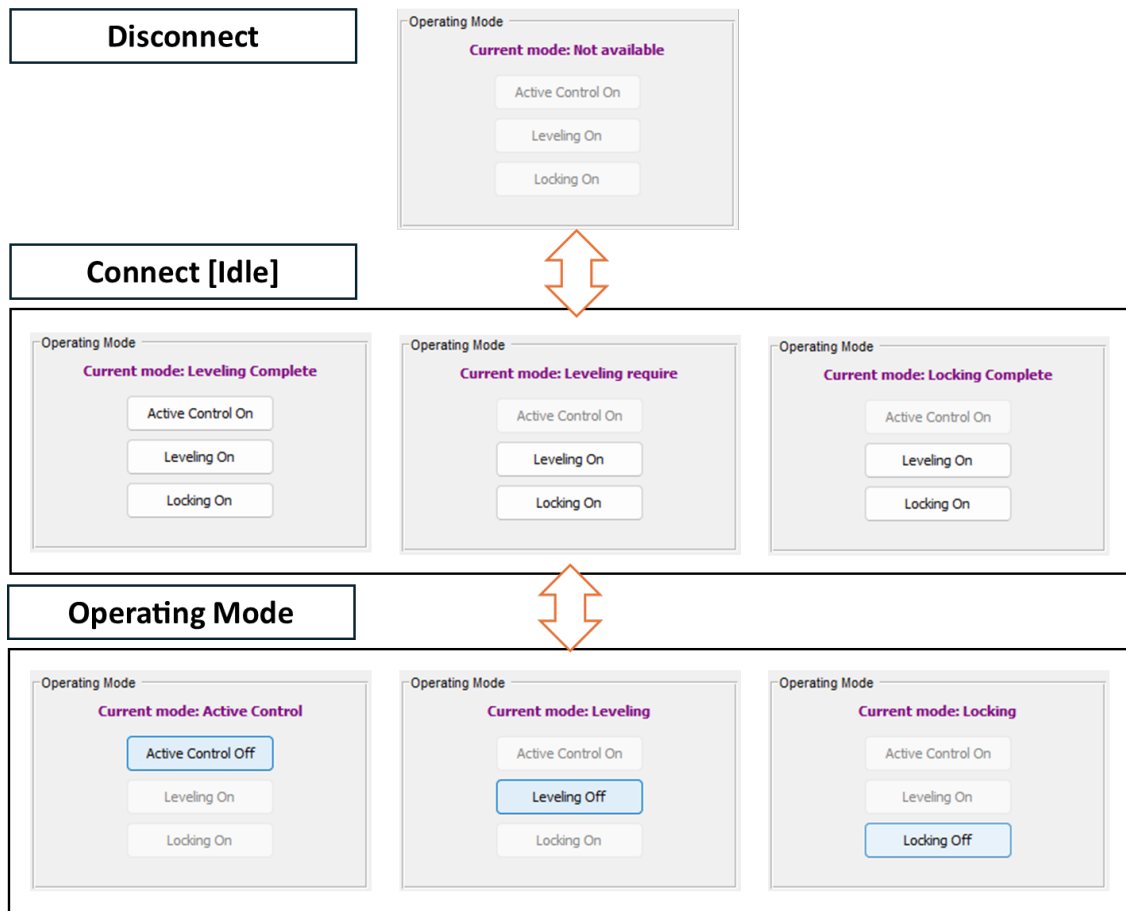 Disconnect
Operating Mode
Current mode: Not available
Active Control On
Leveling On
Locking On
Connect [Idle]
Operating Mode
Current mode: Leveling Complete
Active Control On
Leveling On
Locking On
Operating Mode
Current mode: Leveling require
Active Control On
Leveling On
Locking On
Operating Mode
Current mode: Locking Complete
Active Control On
Leveling On
Locking On
Operating Mode
Operating Mode
Current mode: Active Control
Active Control Off
Leveling On
Locking On
Operating Mode
Current mode: Leveling
Active Control On
Leveling Off
Locking On
Operating Mode
Current mode: Locking
Active Control On
Leveling On
Locking Off